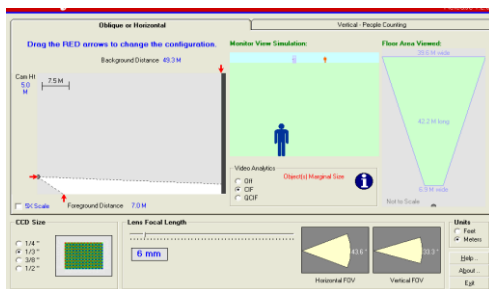 Oblique or Horizontal
Vertical - People Counting
Drag the RED arrows to change the configuration.
Monitor View Simulation:
Floor Area Viewed:
Background Distance 49.3 M
28.6 M wide
Cam Ht
5.0
M
7.5 M
42.2 M long
Video Analytics
Off
CIF
QCIF
Object(s) Marginal Size
6.9 M wide
Not to Scale
5X Scale
Foreground Distance 7.0 M
CCD Size
1/4 "
1/3 "
3/8 "
1/2 "
Lens Focal Length
6 mm
43.6 °
33.3 °
Horizontal FOV
Vertical FOV
Units
Feet
Meters
Help...
About...
Exit